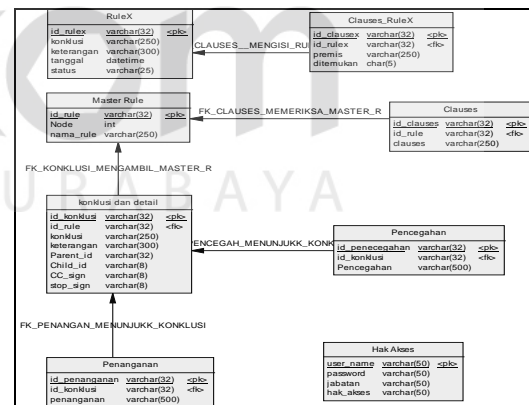 RuleX
id_rulex varchar(32) <pk>
konklusi varchar(250)
keterangan varchar(300)
tanggal datetime
status varchar(25)
Clauses_RuleX
id_clausex varchar(32) <pk>
id_rulex varchar(32) <fk>
premis varchar(250)
ditemukan char(5)
CLAUSES__MENGISI_RU
Master Rule
id_rule varchar(32) <pk>
Node int
nama_rule varchar(250)
FK_CLAUSES_MEMERIKSA_MASTER_R
Clauses
id_clauses varchar(32) <pk>
id_rule varchar(32) <fk>
clauses varchar(250)
FK_KONKLUSI_MENGAMBIL_MASTER_R
kom
SURABAYA
konklusi dan detail
id_konklusi varchar(32) <pk>
id_rule varchar(32) <fk>
konklusi varchar(250)
keterangan varchar(300)
Parent_id varchar(32)
Child_id varchar(8)
CC_sign varchar(8)
stop_sign varchar(8)
PENCEGAH_MENUNJUKK_KONK
Pencegahan
id_penecegahan varchar(32) <pk>
id_konklusi varchar(32) <fk>
Pencegahan varchar(500)
FK_PENANGAN_MENUNJUKK_KONKLUSI
Penanganan
id_penanganan varchar(32) <pk>
id_konklusi varchar(32) <fk>
penanganan varchar(500)
Hak Akses
user_name varchar(50) <pk>
password varchar(50)
jabatan varchar(50)
hak_akses varchar(50)